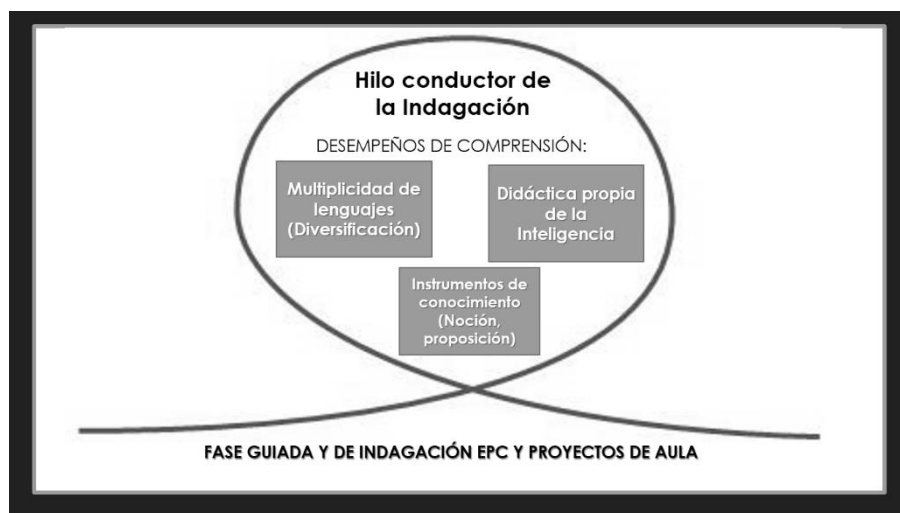 Hilo conductor de
la Indagación
DESEMPEÑOS DE COMPRENSIÓN:
Multiplicidad de
lenguajes
(Diversificación)
Didáctica propia
de la
Inteligencia
Instrumentos de
conocimiento
(Noción,
proposición)
FASE GUIADA Y DE INDAGACIÓN EPC Y PROYECTOS DE AULA